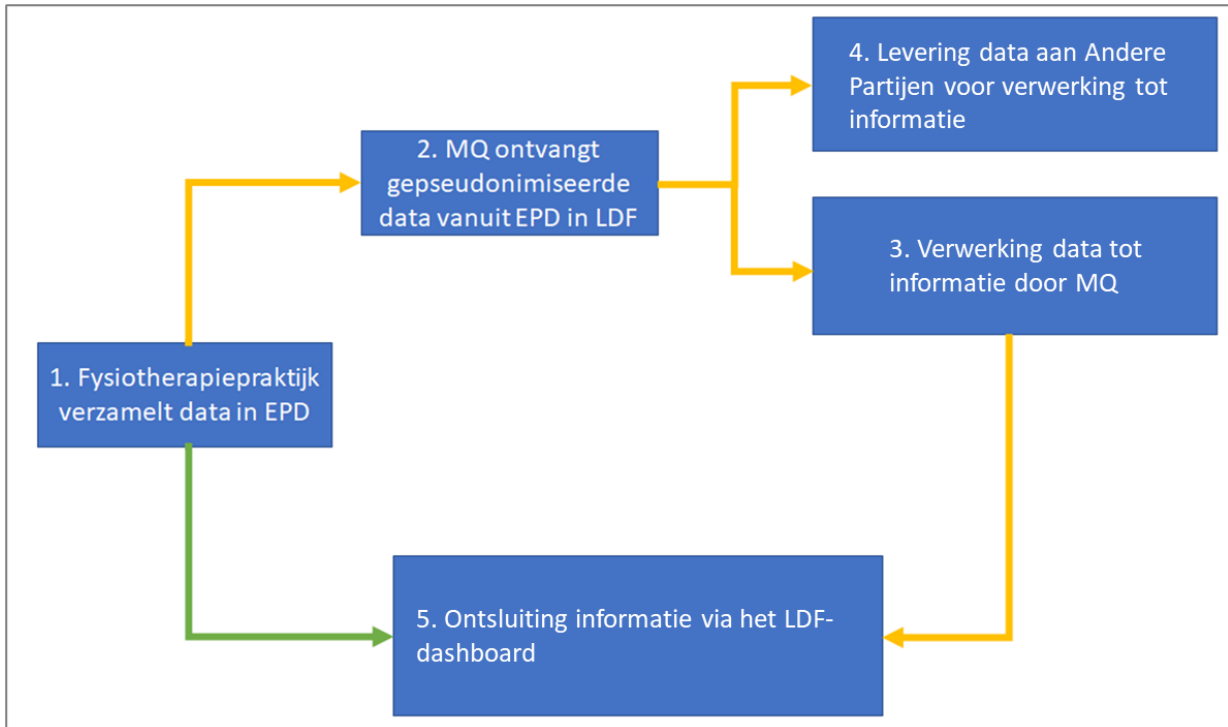 4. Levering data aan Andere
Partijen voor verwerking tot
informatie
2. MQ ontvangt
gepseudonimiseerde
data vanuit EPD in LDF
3. Verwerking data tot
informatie door MQ
1. Fysiotherapiepraktijk
verzamelt data in EPD
5. Ontsluiting informatie via het LDF-
dashboard